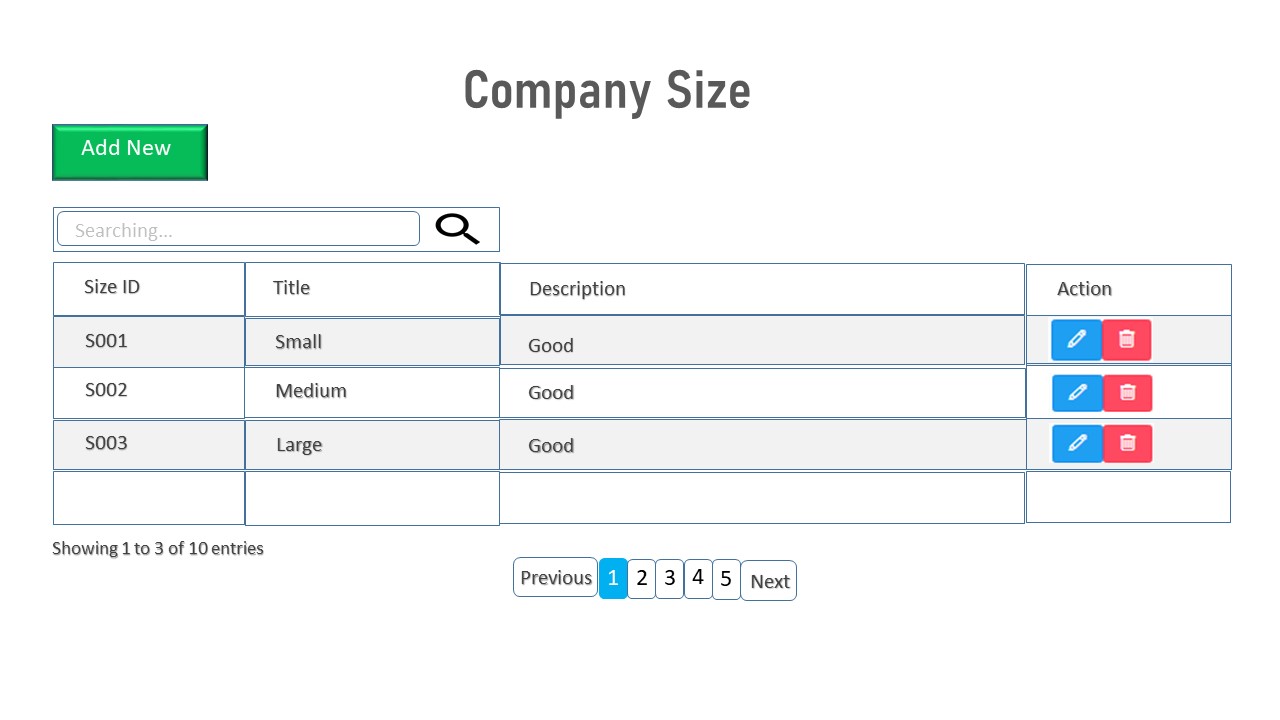 Company Size
Add New
Searching...
Size ID Title Description Action
S001 Small Good
S002 Medium Good
S003 Large Good
Showing 1 to 3 of 10 entries
Previous 1 2 3 4 5 Next